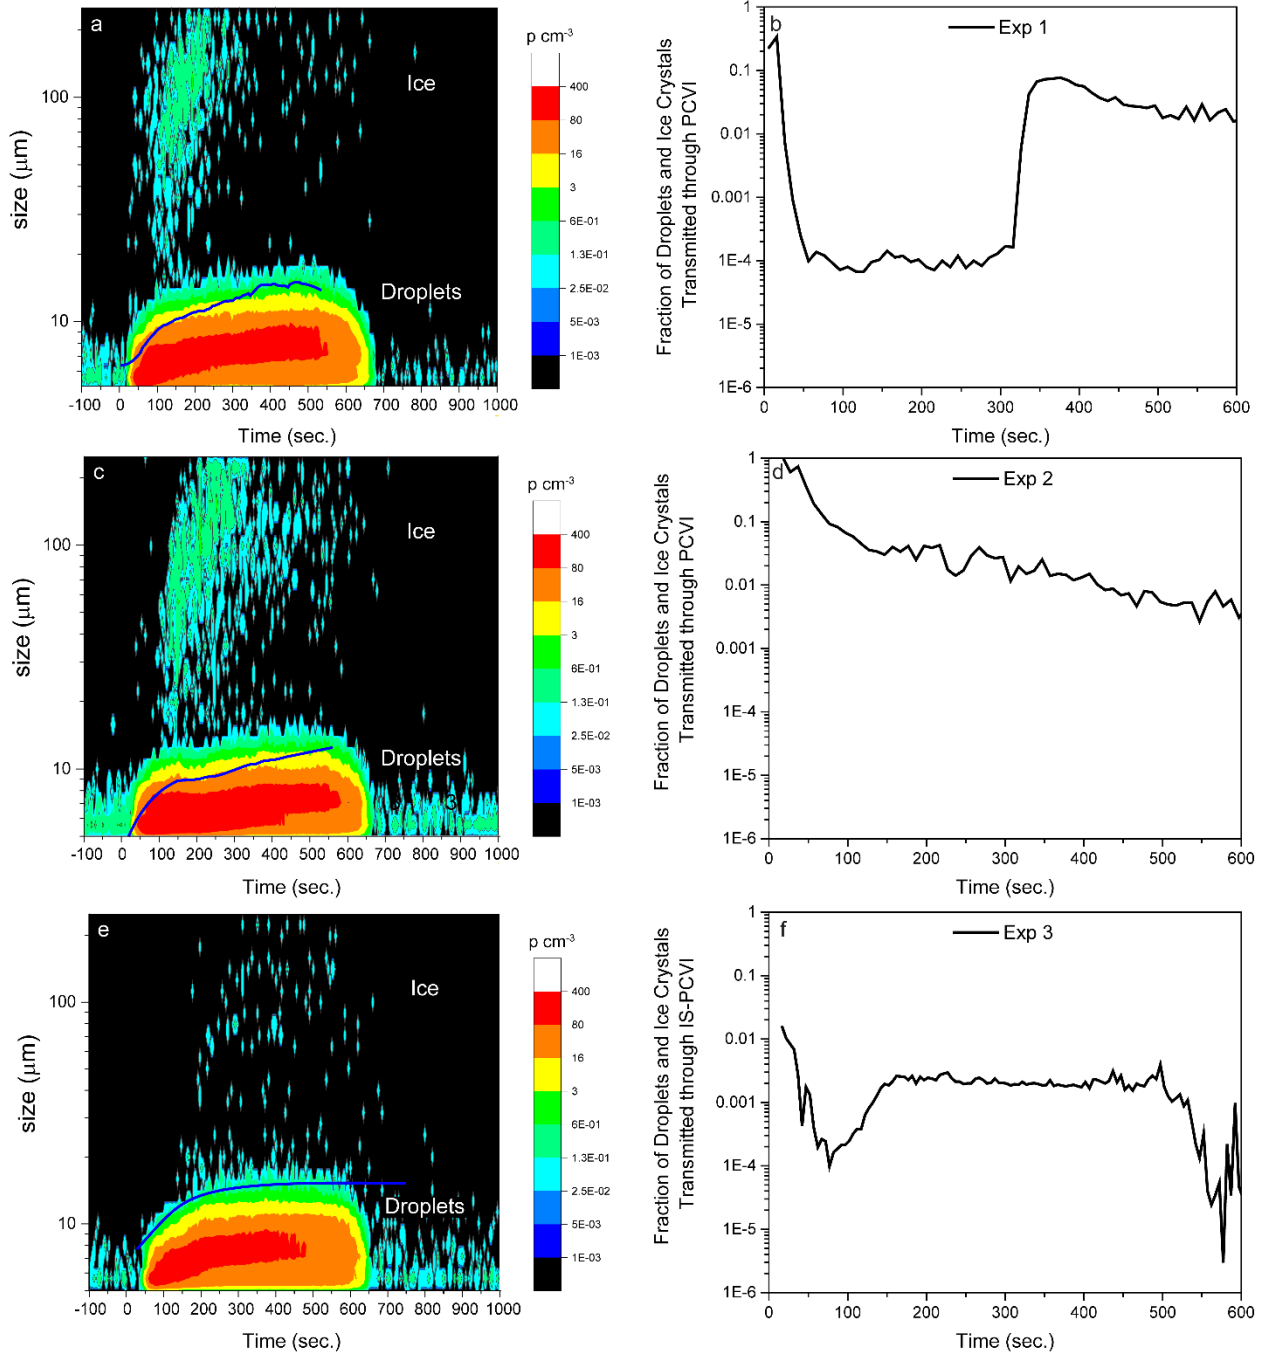 a
p cm-3
400
80
16
3
6E-01
1.3E-01
2.5E-02
5E-03
1E-03
Ice
Droplets
100
10
size (μm)
-100 0 100 200 300 400 500 600 700 800 900 1000
Time (sec.)
b
Exp 1
1
0.1
0.01
0.001
1E-4
1E-5
1E-6
Fraction of Droplets and Ice Crystals
Transmitted through PCVI
0 100 200 300 400 500 600
Time (sec.)
c
p cm-3
400
80
16
3
6E-01
1.3E-01
2.5E-02
5E-03
1E-03
Ice
Droplets
3
100
10
size (μm)
-100 0 100 200 300 400 500 600 700 800 900 1000
Time (sec.)
d
Exp 2
1
0.1
0.01
0.001
1E-4
1E-5
1E-6
Fraction of Droplets and Ice Crystals
Transmitted through PCVI
0 100 200 300 400 500 600
Time (sec.)
e
p cm-3
400
80
16
3
6E-01
1.3E-01
2.5E-02
5E-03
1E-03
Ice
Droplets
100
10
size (μm)
-100 0 100 200 300 400 500 600 700 800 900 1000
Time (sec.)
f
Exp 3
1
0.1
0.01
0.001
1E-4
1E-5
1E-6
Fraction of Droplets and Ice Crystals
Transmitted through IS-PCVI
0 100 200 300 400 500 600
Time (sec.)